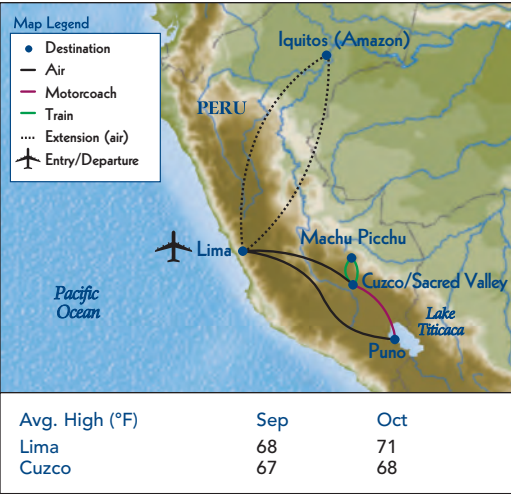 Map Legend
Destination
Air
Motorcoach
Train
Extension (air)
Entry/Departure
Iquitos (Amazon)
PERU
Machu Picchu
Lima
Cuzco/Sacred Valley
Pacific
Ocean
Lake
Titicaca
Puno
Avg. High (°F) Sep Oct
Lima 68 71
Cuzco 67 68